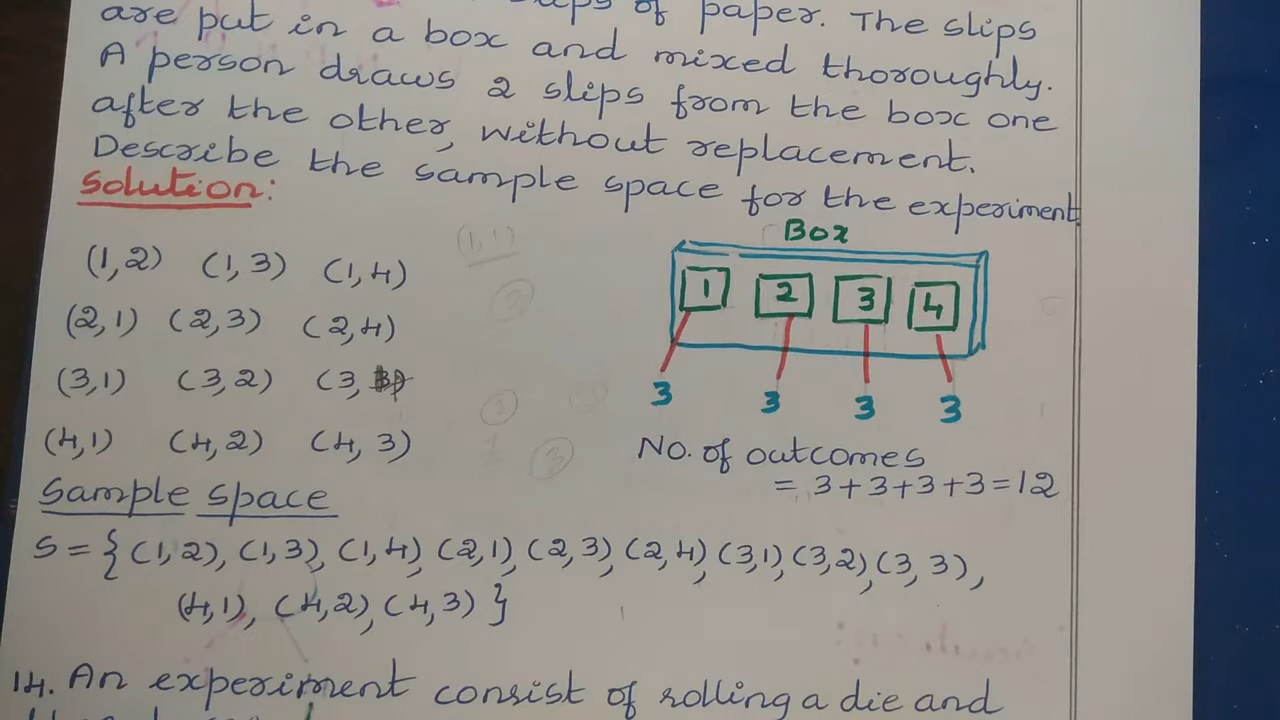 of paper. The slips
are put in a box and mixed thoroughly.
A person draws 2 slips from the box one
after the other, without replacement.
Describe the sample space for the experiment.
Solution:
(1,1)
Box
(1,2) (1,3) (1,4)
1 2 3 4
(2,1) (2,3) (2,4)
(3,1) (3,2) (3,
3 3 3 3
(4,1) (4,2) (4,3)
No. of outcomes
= 3+3+3+3=12
Sample space
S = {(1,2), (1,3), (1,4), (2,1), (2,3), (2,4), (3,1), (3,2), (3,3),
(4,1), (4,2), (4,3) }
14. An experiment consist of rolling a die and